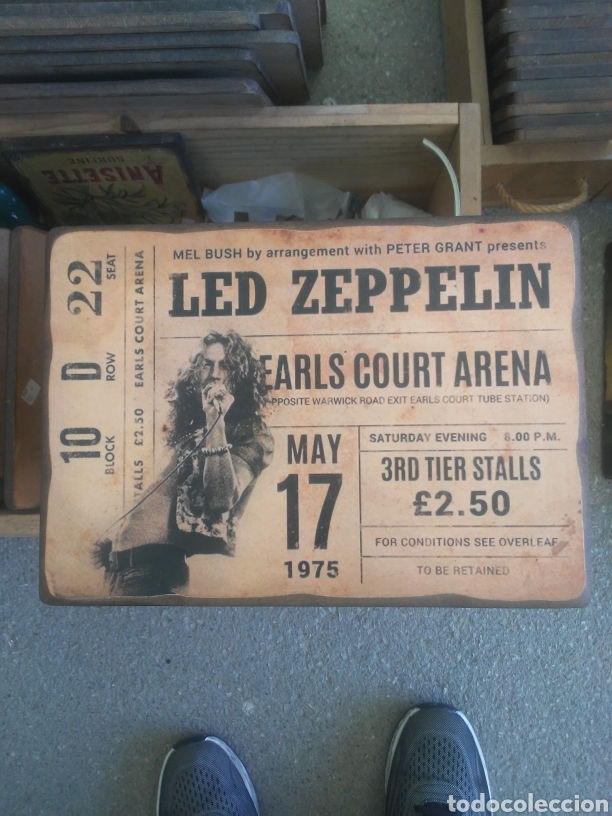 ANISETTE
SURFINE
MEL BUSH by arrangement with PETER GRANT presents
LED ZEPPELIN
EARLS COURT ARENA
OPPOSITE WARWICK ROAD EXIT EARLS COURT TUBE STATION)
MAY
17
1975
SATURDAY EVENING 8.00 P.M.
3RD TIER STALLS
£2.50
FOR CONDITIONS SEE OVERLEAF
TO BE RETAINED
10 D 22
BLOCK ROW SEAT
STALLS £2.50 EARLS COURT ARENA
todocoleccion